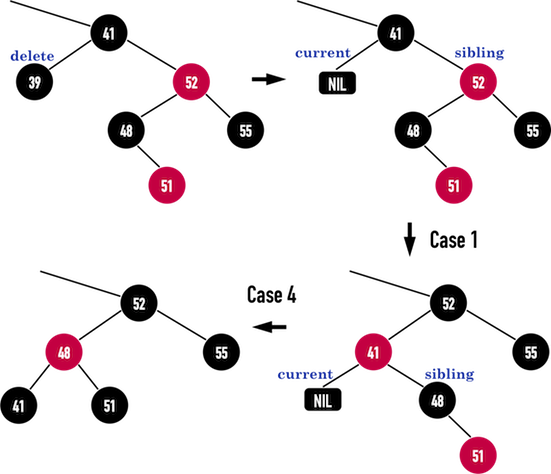 41
delete
39
52
48
55
51
41
current
sibling
NIL
52
48
55
51
Case 1
52
41
55
current
sibling
NIL
48
51
Case 4
52
48
55
41
51